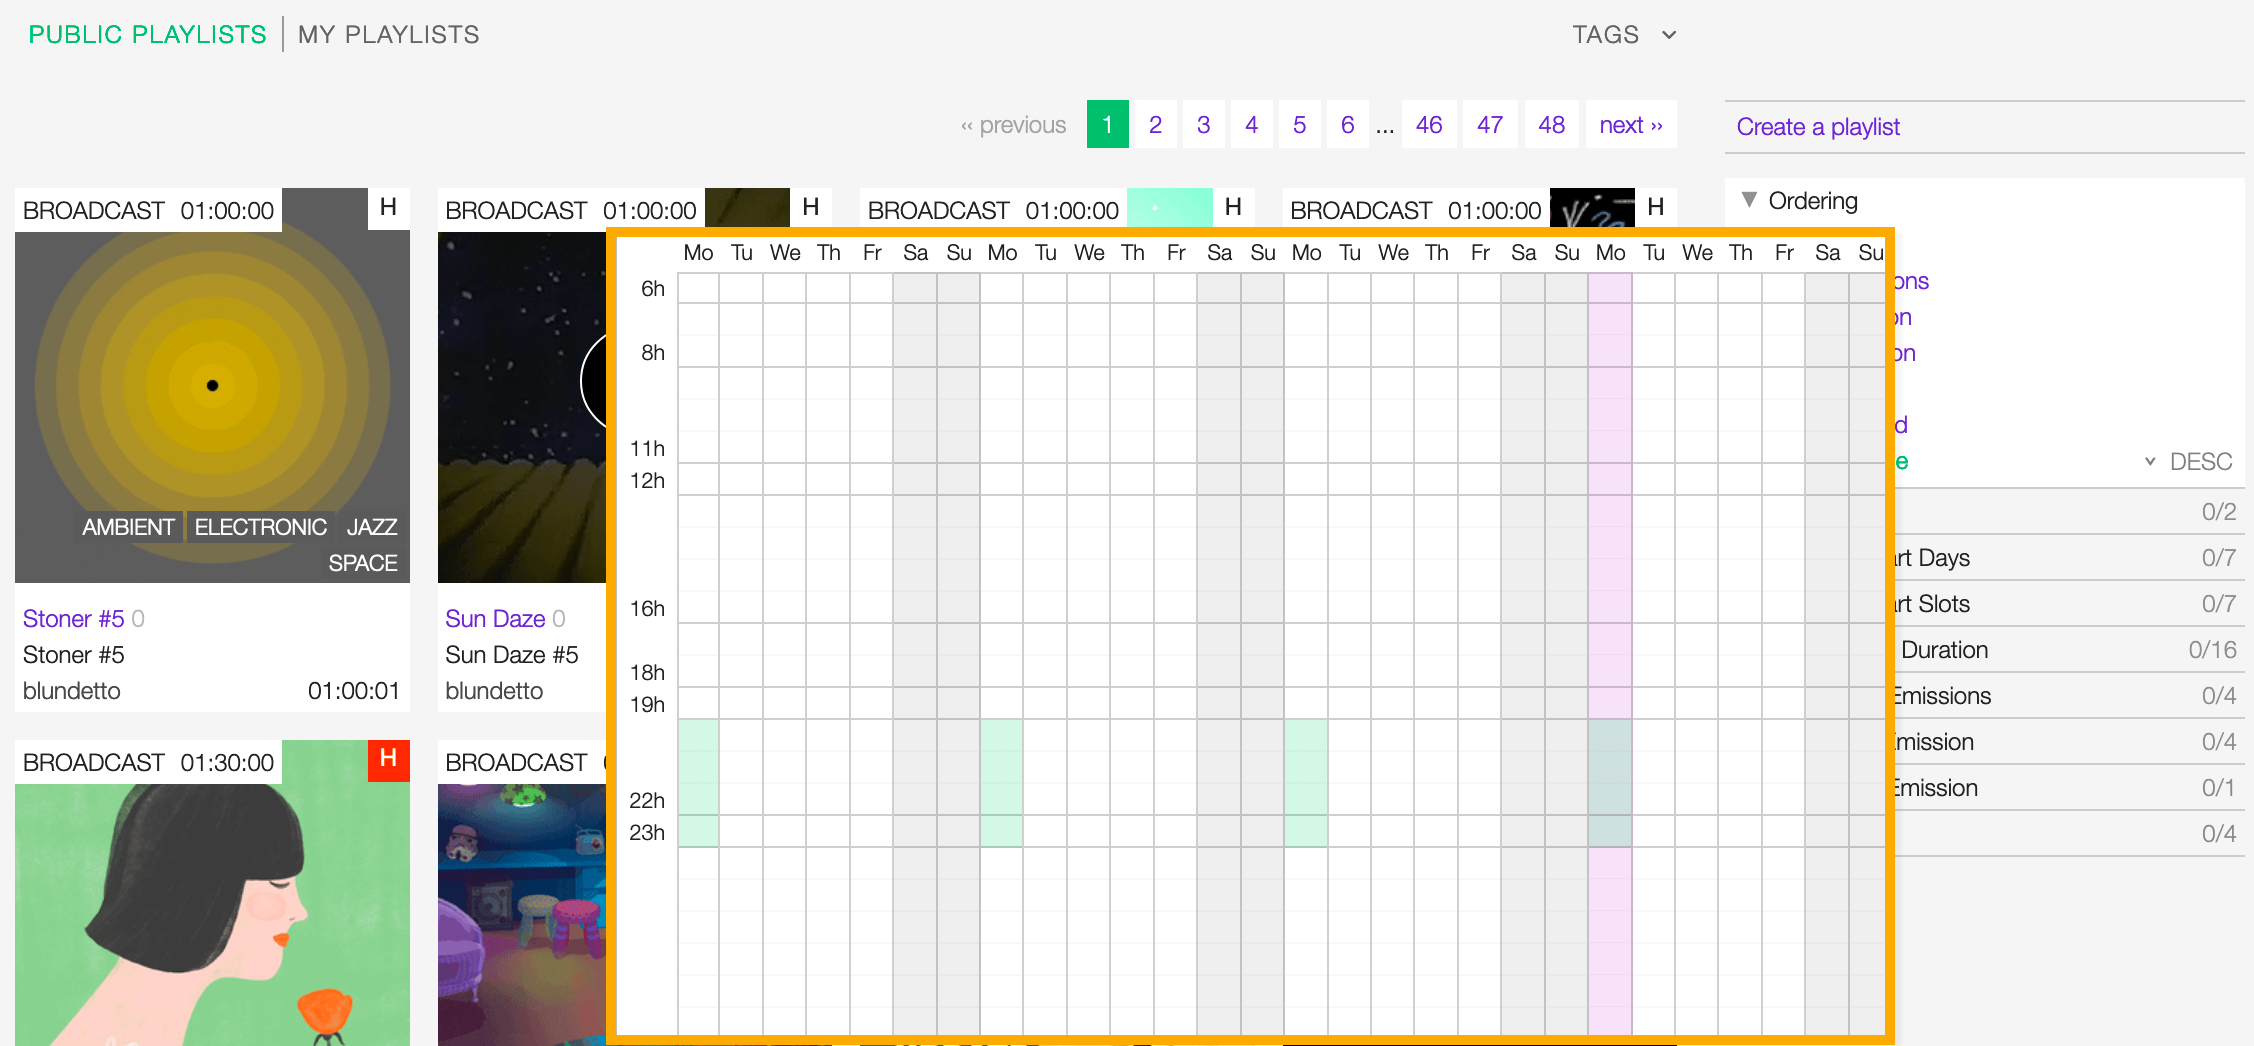 PUBLIC PLAYLISTS MY PLAYLISTS TAGS
‹‹ previous 1 2 3 4 5 6 ... 46 47 48 next ››
Create a playlist
BROADCAST 01:00:00 H
BROADCAST 01:00:00 H
BROADCAST 01:00:00 H
BROADCAST 01:00:00 H
AMBIENT ELECTRONIC JAZZ
SPACE
Stoner #5 0
Stoner #5
blundetto 01:00:01
Sun Daze 0
Sun Daze #5
blundetto
BROADCAST 01:30:00 H
BROADCAST
Mo Tu We Th Fr Sa Su Mo Tu We Th Fr Sa Su Mo Tu We Th Fr Sa Su Mo Tu We Th Fr Sa Su
6h
8h
11h
12h
16h
18h
19h
22h
23h
Ordering
DESC
0/2
Days 0/7
Slots 0/7
Duration 0/16
Emissions 0/4
Emission 0/4
Emission 0/1
0/4